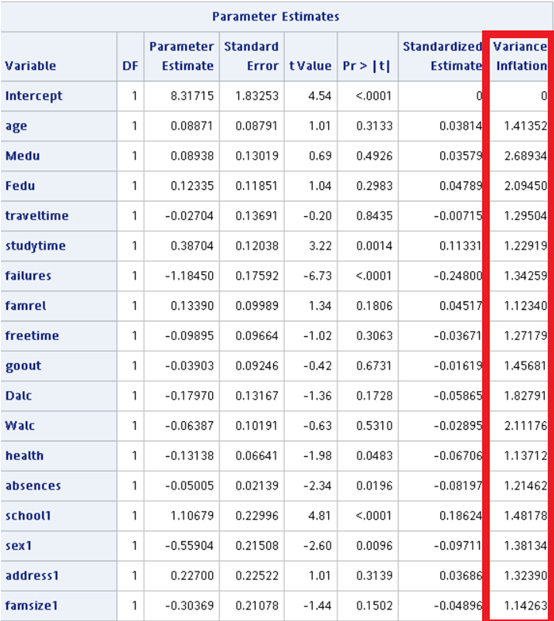 Parameter Estimates
Variable DF Parameter Estimate Standard Error t Value Pr > |t| Standardized Estimate Variance Inflation
Intercept 1 8.31715 1.83253 4.54 <.0001 0 0
age 1 0.08871 0.08791 1.01 0.3133 0.03814 1.41352
Medu 1 0.08938 0.13019 0.69 0.4926 0.03579 2.68934
Fedu 1 0.12335 0.11851 1.04 0.2983 0.04789 2.09450
traveltime 1 -0.02704 0.13691 -0.20 0.8435 -0.00715 1.29504
studytime 1 0.38704 0.12038 3.22 0.0014 0.11331 1.22919
failures 1 -1.18450 0.17592 -6.73 <.0001 -0.24800 1.34259
famrel 1 0.13390 0.09989 1.34 0.1806 0.04517 1.12340
freetime 1 -0.09895 0.09664 -1.02 0.3063 -0.03671 1.27179
goout 1 -0.03903 0.09246 -0.42 0.6731 -0.01619 1.45681
Dalc 1 -0.17970 0.13167 -1.36 0.1728 -0.05865 1.82791
Walc 1 -0.06387 0.10191 -0.63 0.5310 -0.02895 2.11176
health 1 -0.13138 0.06641 -1.98 0.0483 -0.06706 1.13712
absences 1 -0.05005 0.02139 -2.34 0.0196 -0.08197 1.21462
school1 1 1.10679 0.22996 4.81 <.0001 0.18624 1.48178
sex1 1 -0.55904 0.21508 -2.60 0.0096 -0.09711 1.38134
address1 1 0.22700 0.22522 1.01 0.3139 0.03686 1.32390
famsize1 1 -0.30369 0.21078 -1.44 0.1502 -0.04896 1.14263